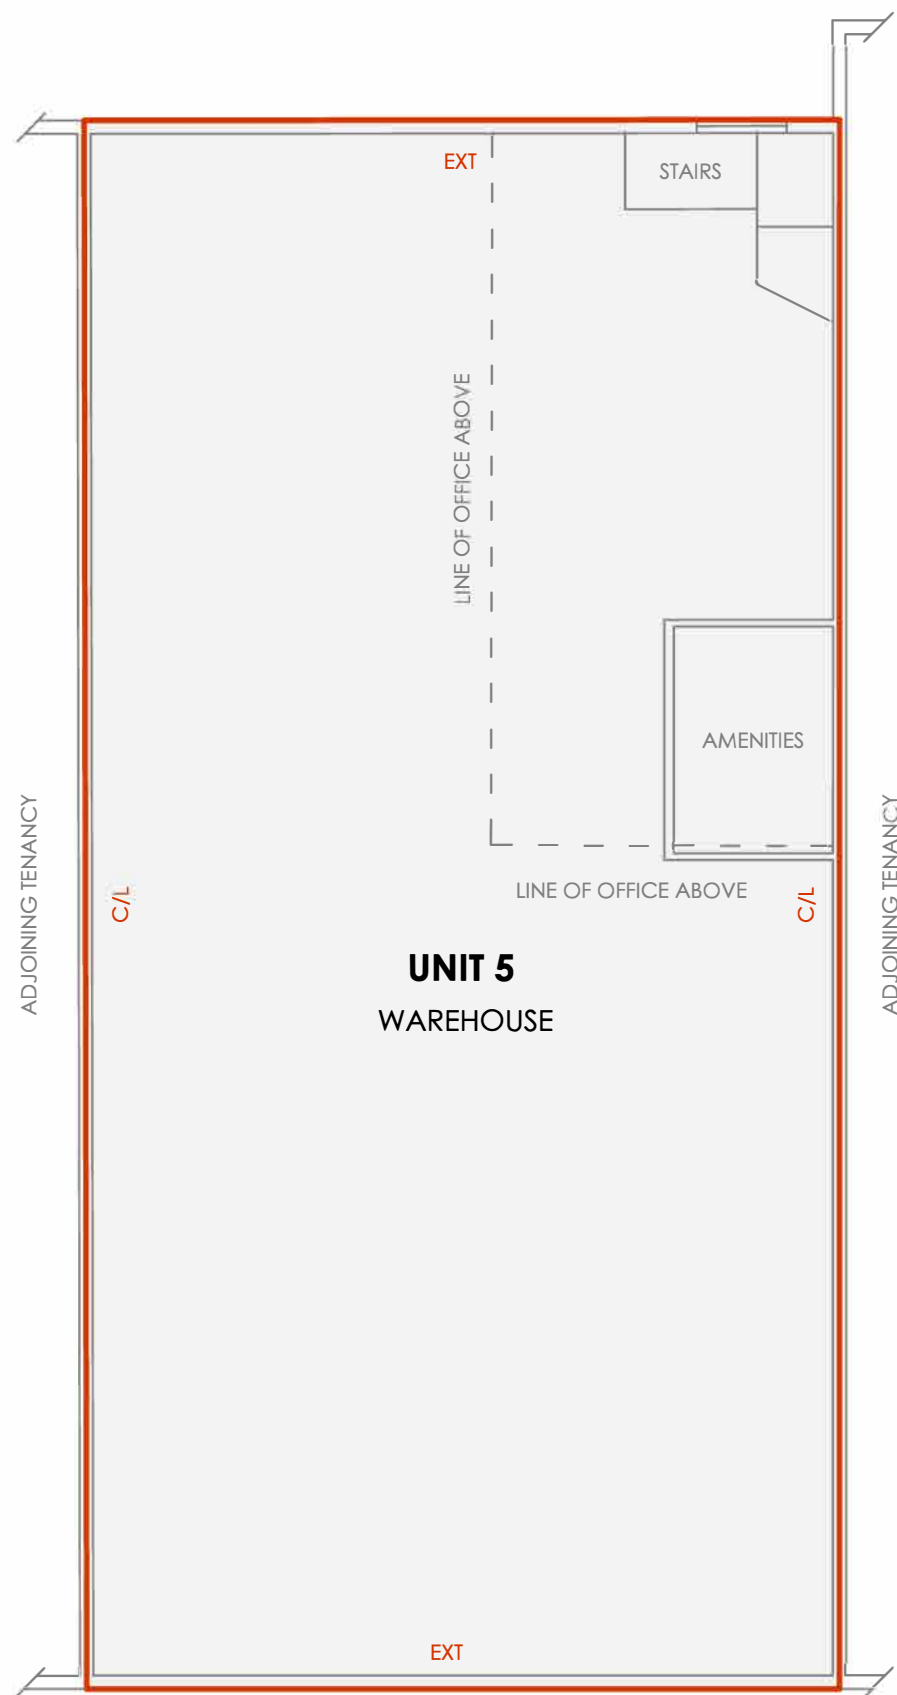 EXT
STAIRS
LINE OF OFFICE ABOVE
AMENITIES
ADJOINING TENANCY
C/L
LINE OF OFFICE ABOVE
C/L
ADJOINING TENANCY
UNIT 5
WAREHOUSE
EXT